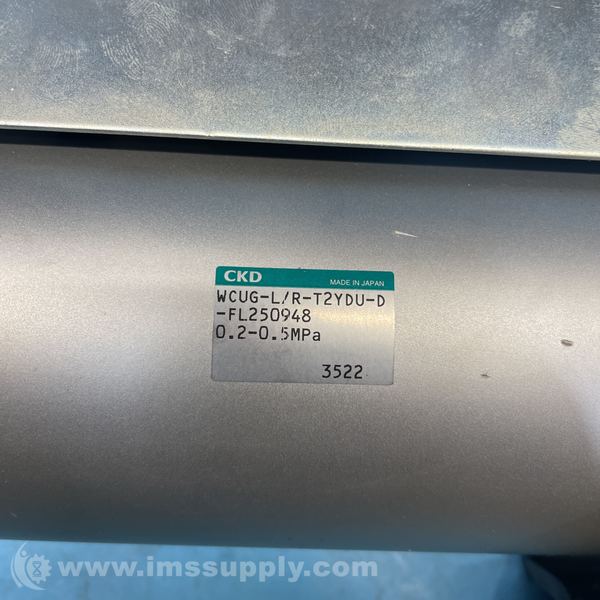 CKD MADE IN JAPAN
WCUG-L/R-T2YDU-D
-FL250948
0.2-0.5MPa
3522
www.imssupply.com